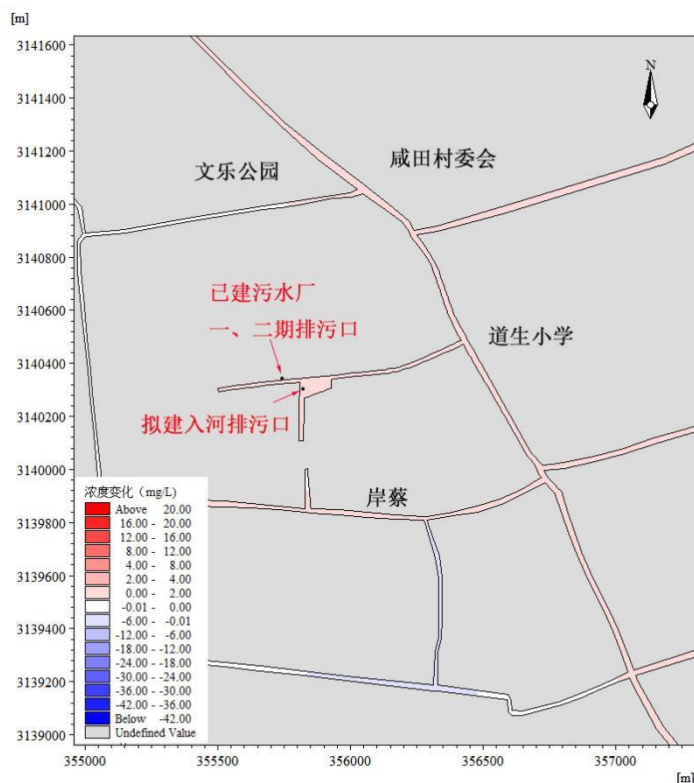 [m]
3141600
3141400
3141200
3141000
3140800
3140600
3140400
3140200
3140000
3139800
3139600
3139400
3139200
3139000
N
咸田村委会
文乐公园
已建污水厂
一、二期排污口
道生小学
拟建入河排污口
岸蔡
浓度变化（mg/L）
Above 20.00
16.00 - 20.00
12.00 - 16.00
8.00 - 12.00
4.00 - 8.00
2.00 - 4.00
0.00 - 2.00
-0.01 - 0.00
-6.00 - -0.01
-12.00 - -6.00
-18.00 - -12.00
-24.00 - -18.00
-30.00 - -24.00
-36.00 - -30.00
-42.00 - -36.00
Below -42.00
Undefined Value
355000 355500 356000 356500 357000
[m]